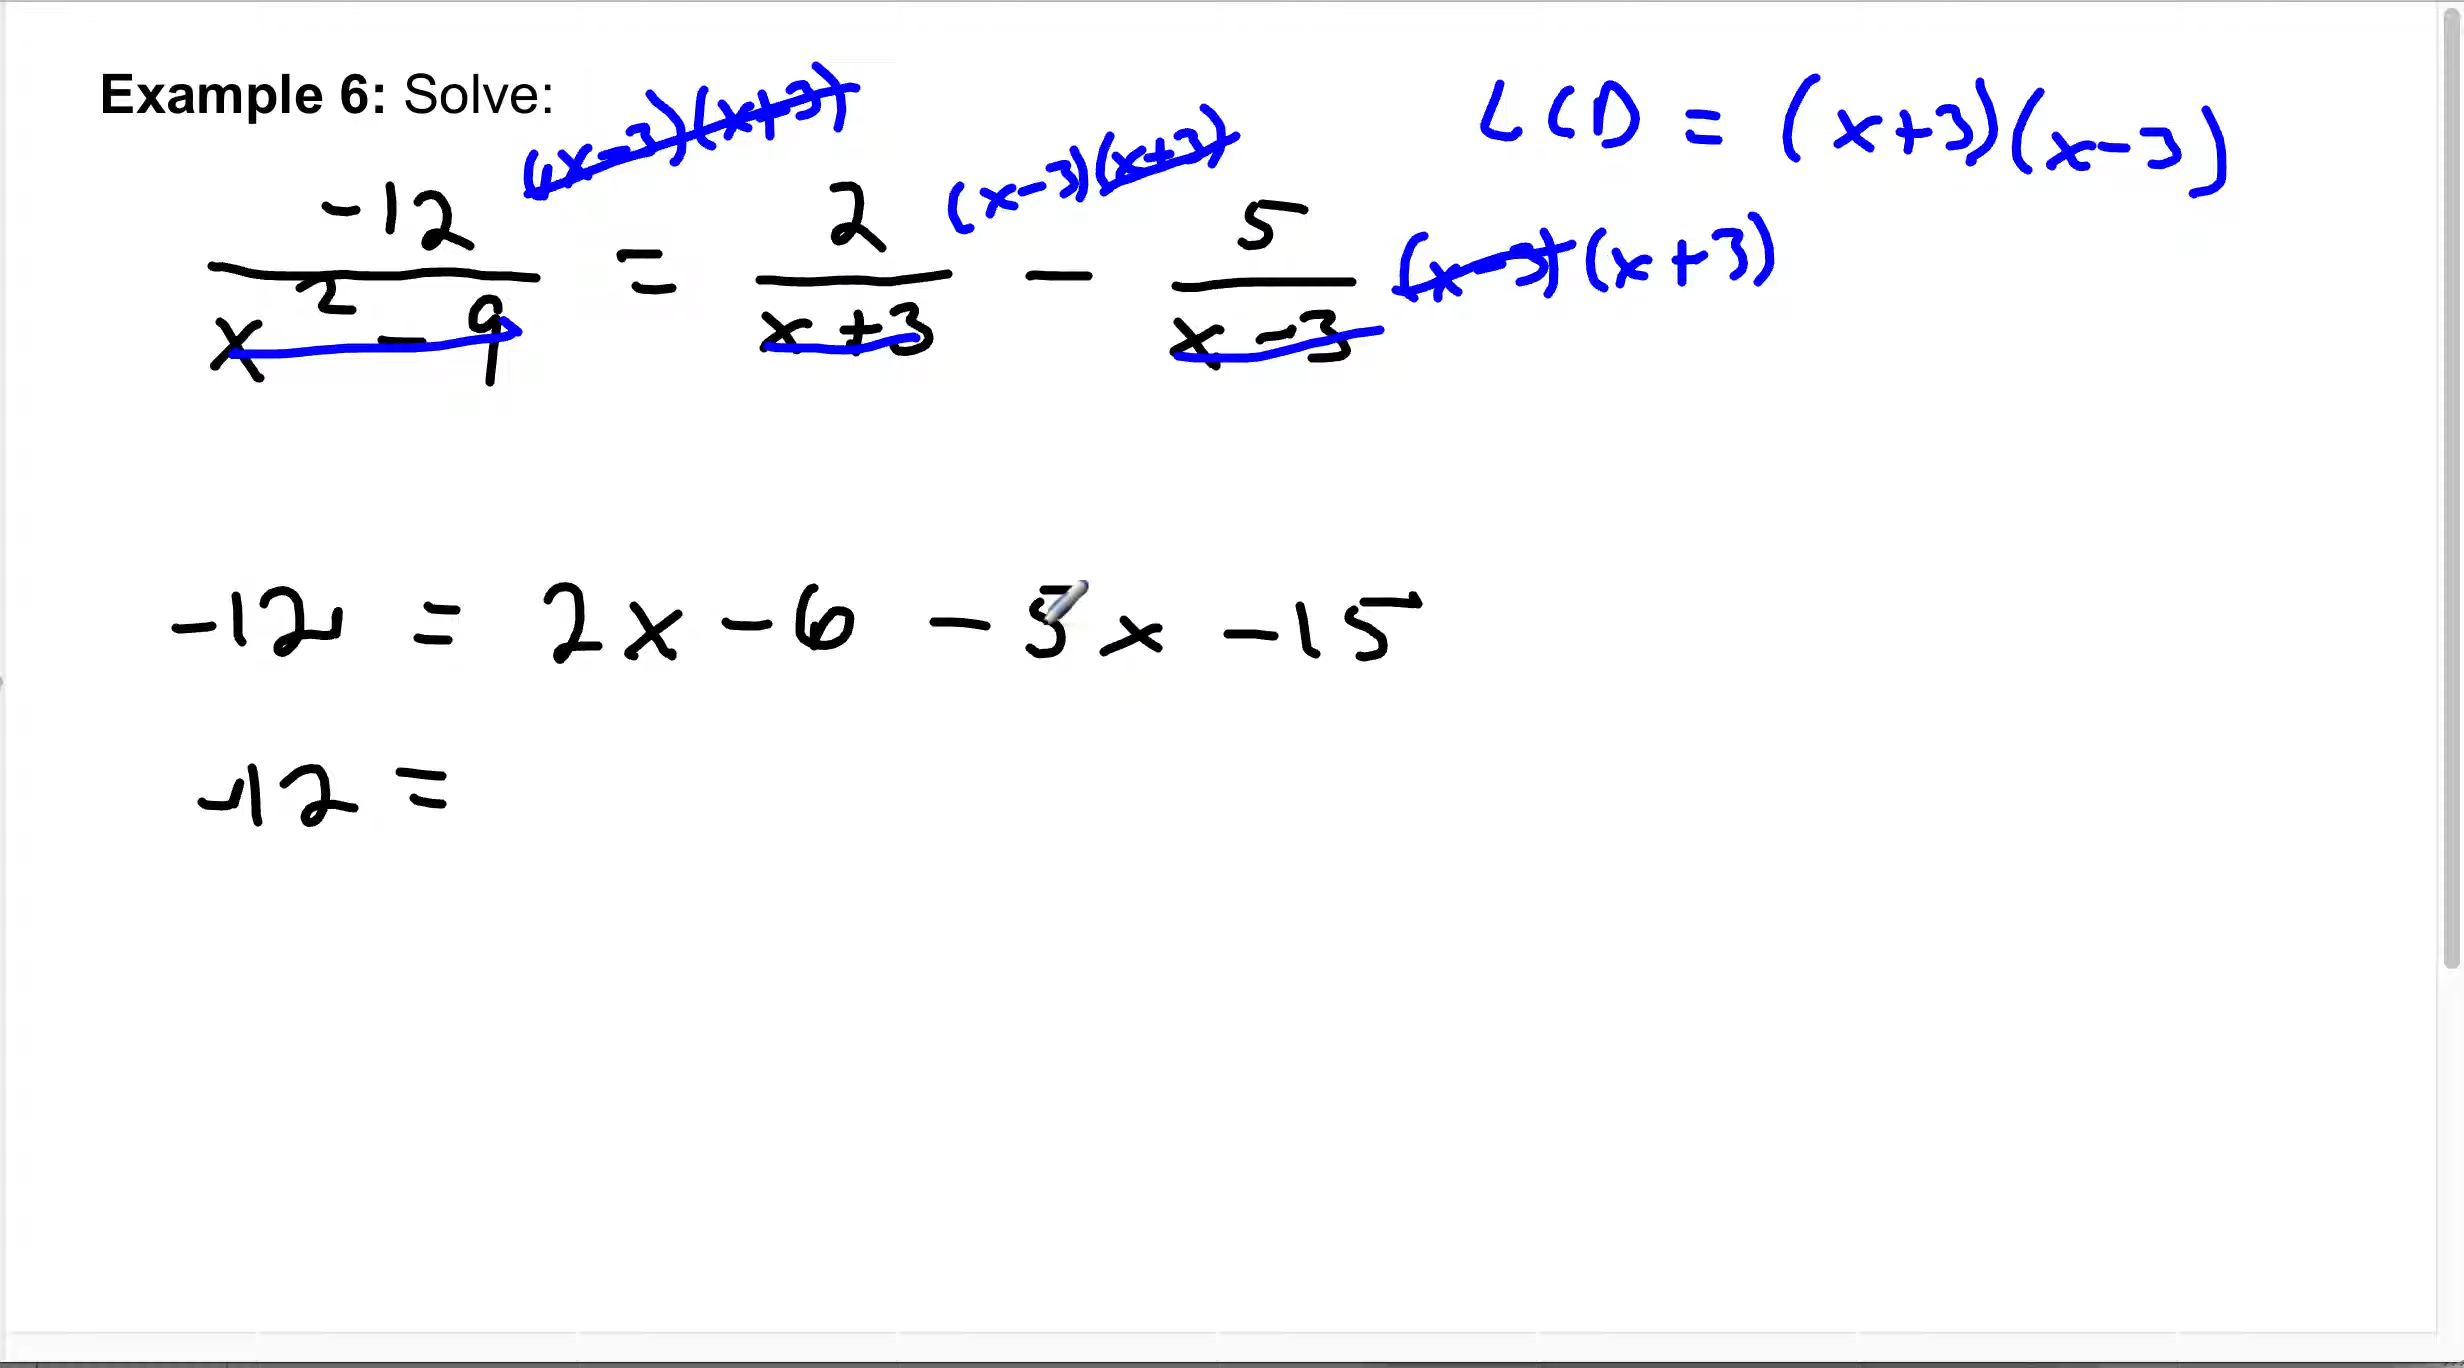 Example 6: Solve:
LCD = (x+3)(x-3)
-12/(x² - 9) (x-3)(x+3) = 2/(x+3) (x-3)(x+3) - 5/(x-3) (x-3)(x+3)
-12 = 2x - 6 - 5x - 15
-12 =